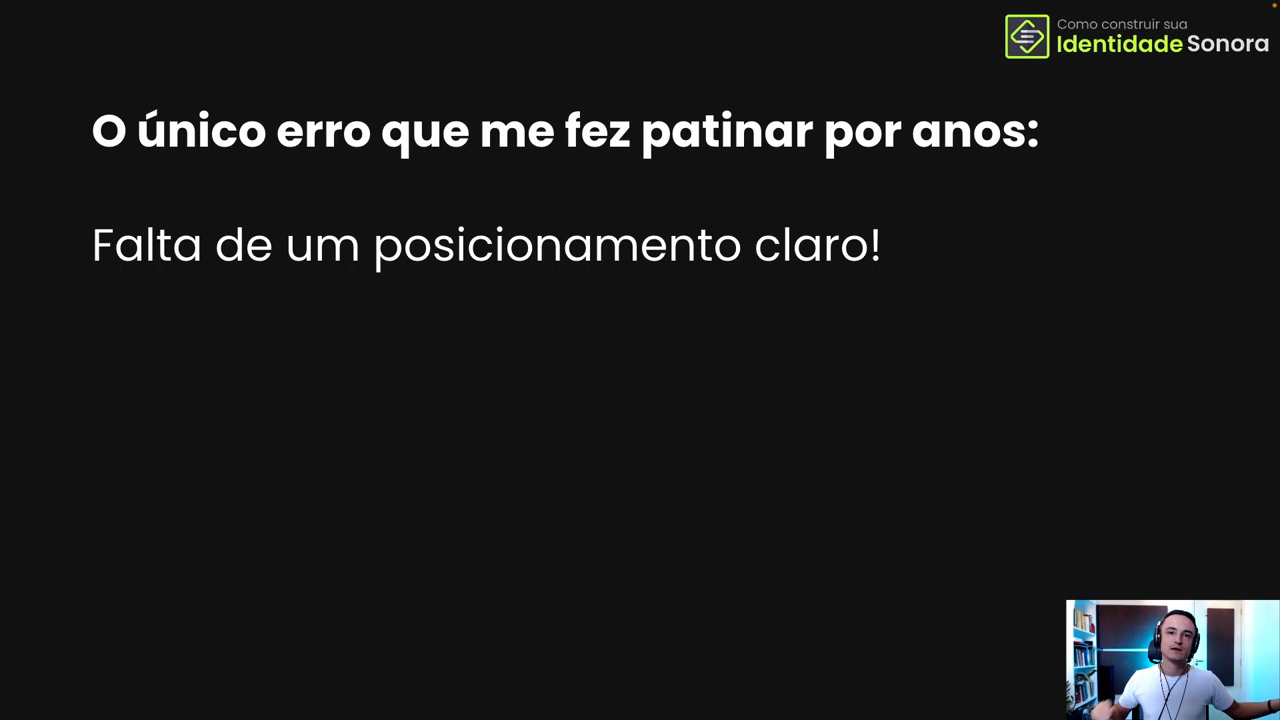 Como construir sua
Identidade Sonora
O único erro que me fez patinar por anos:
Falta de um posicionamento claro!